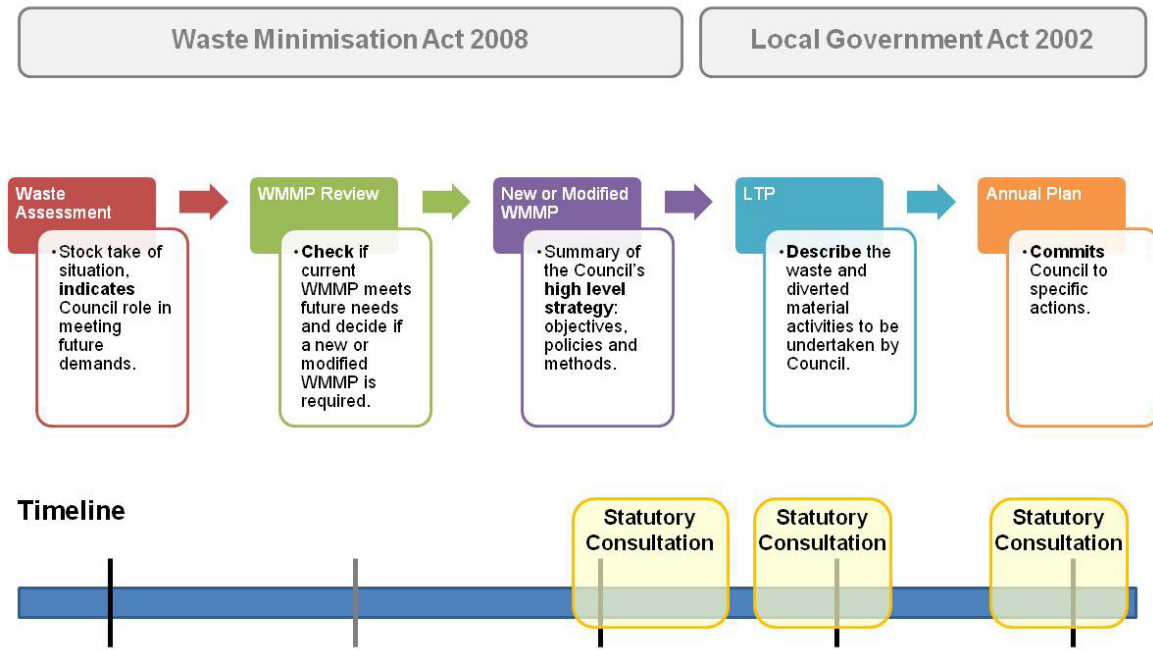 Waste Minimisation Act 2008
Local Government Act 2002
Waste
Assessment
•Stock take of
situation,
indicates
Council role in
meeting
future
demands.
WMMP Review
•Check if
current
WMMP meets
future needs
and decide if
a new or
modified
WMMP is
required.
New or Modified
WMMP
•Summary of
the Council's
high level
strategy:
objectives,
policies and
methods.
LTP
•Describe the
waste and
diverted
material
activities to be
undertaken by
Council.
Annual Plan
•Commits
Council to
specific
actions.
Timeline
Statutory
Consultation
Statutory
Consultation
Statutory
Consultation